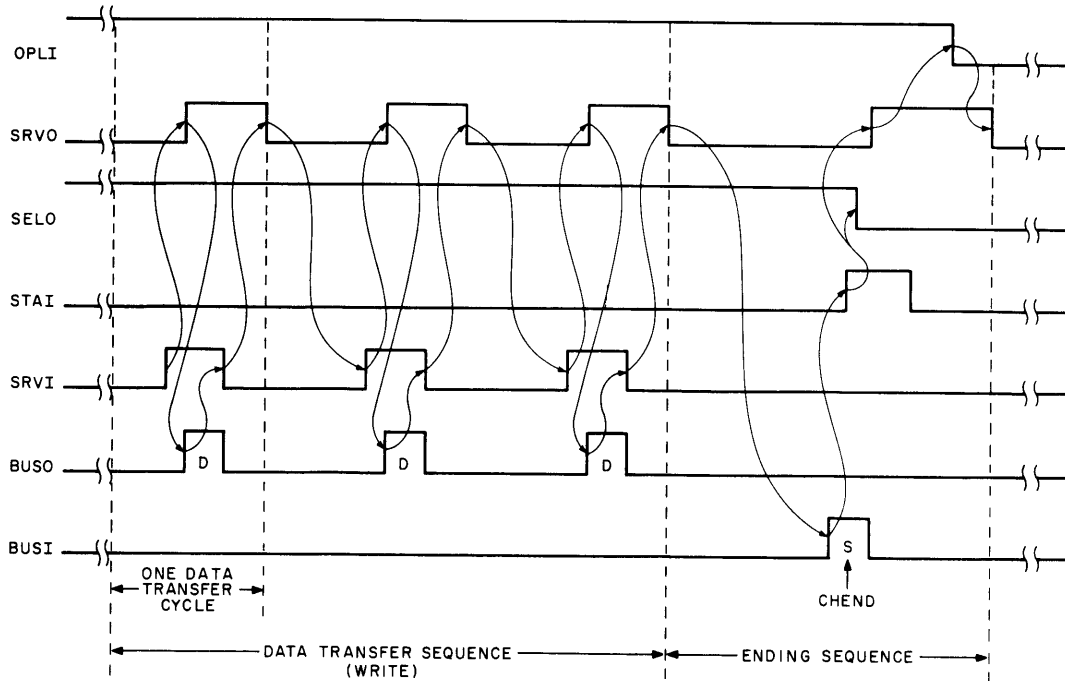 OPLI
SRVO
SELO
STAI
SRVI
BUSO
D
D
D
BUSI
S
CHEND
ONE DATA
TRANSFER
CYCLE
DATA TRANSFER SEQUENCE
(WRITE)
ENDING SEQUENCE